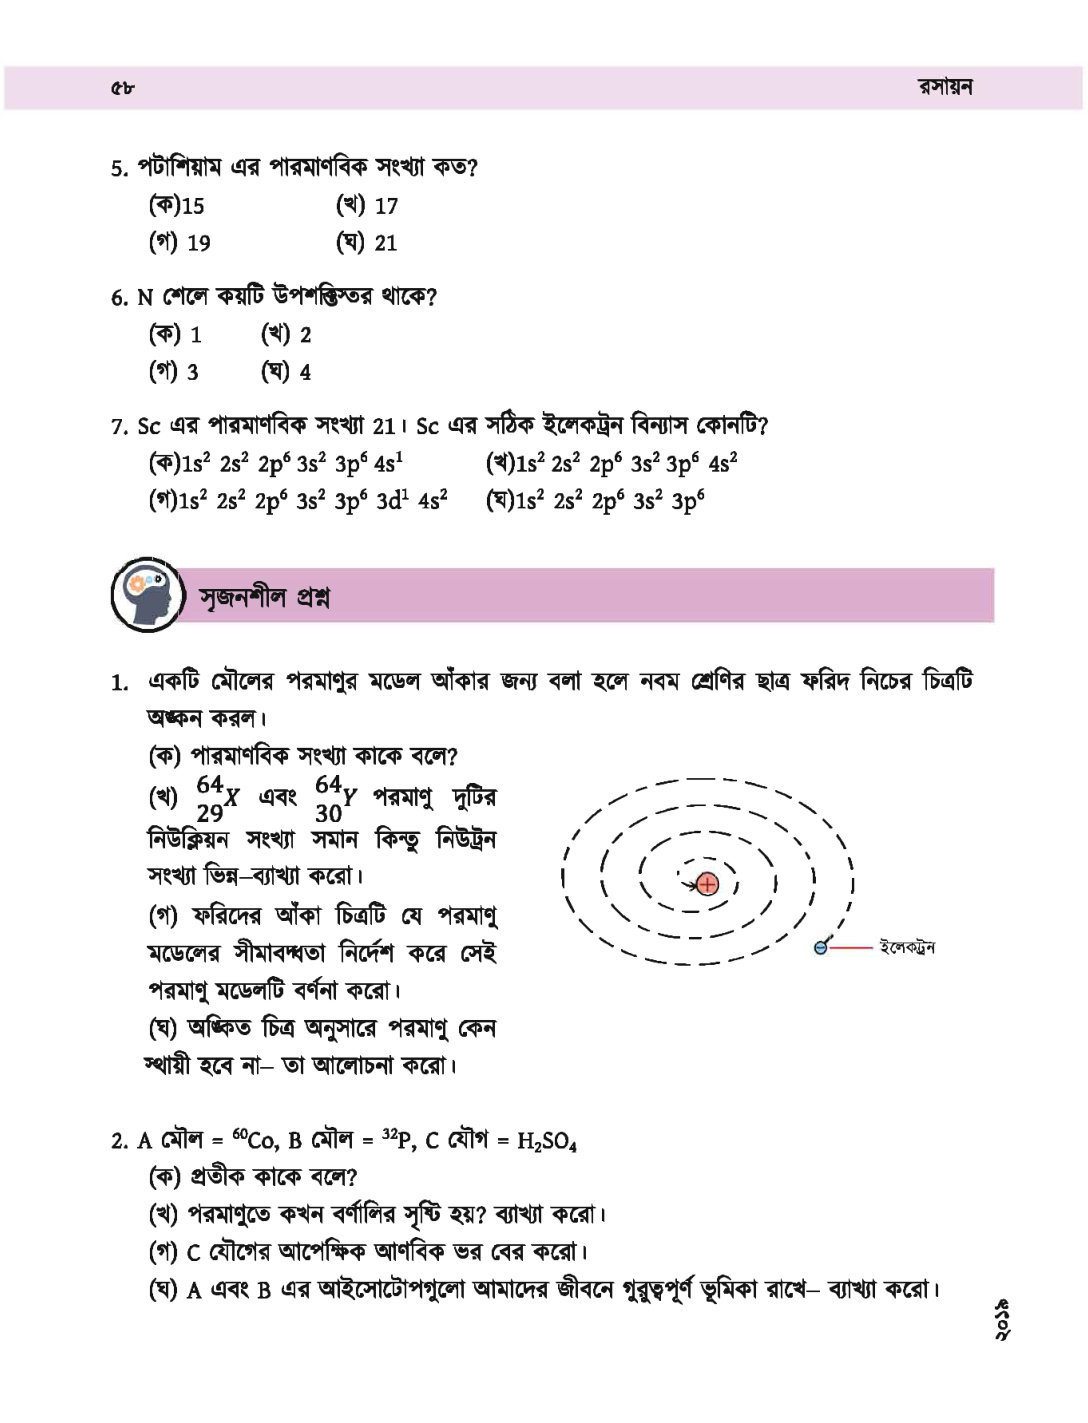 ৫৮ রসায়ন
5. পটাশিয়াম এর পারমাণবিক সংখ্যা কত?
(ক)15 (খ) 17
(গ) 19 (ঘ) 21
6. N শেলে কয়টি উপশক্তিস্তর থাকে?
(ক) 1 (খ) 2
(গ) 3 (ঘ) 4
7. Sc এর পারমাণবিক সংখ্যা 21। Sc এর সঠিক ইলেকট্রন বিন্যাস কোনটি?
(ক)1s² 2s² 2p⁶ 3s² 3p⁶ 4s¹ (খ)1s² 2s² 2p⁶ 3s² 3p⁶ 4s²
(গ)1s² 2s² 2p⁶ 3s² 3p⁶ 3d¹ 4s² (ঘ)1s² 2s² 2p⁶ 3s² 3p⁶
সৃজনশীল প্রশ্ন
1. একটি মৌলের পরমাণুর মডেল আঁকার জন্য বলা হলে নবম শ্রেণির ছাত্র ফরিদ নিচের চিত্রটি
অঙ্কন করল।
(ক) পারমাণবিক সংখ্যা কাকে বলে?
(খ) ⁶⁴₂₉X এবং ⁶⁴₃₀Y পরমাণু দুটির
নিউক্লিয়ন সংখ্যা সমান কিন্তু নিউট্রন
সংখ্যা ভিন্ন–ব্যাখ্যা করো।
(গ) ফরিদের আঁকা চিত্রটি যে পরমাণু
মডেলের সীমাবদ্ধতা নির্দেশ করে সেই
পরমাণু মডেলটি বর্ণনা করো।
(ঘ) অঙ্কিত চিত্র অনুসারে পরমাণু কেন
স্থায়ী হবে না– তা আলোচনা করো।
+
−
ইলেকট্রন
2. A মৌল = ⁶⁰Co, B মৌল = ³²P, C যৌগ = H₂SO₄
(ক) প্রতীক কাকে বলে?
(খ) পরমাণুতে কখন বর্ণালির সৃষ্টি হয়? ব্যাখ্যা করো।
(গ) C যৌগের আপেক্ষিক আণবিক ভর বের করো।
(ঘ) A এবং B এর আইসোটোপগুলো আমাদের জীবনে গুরুত্বপূর্ণ ভূমিকা রাখে– ব্যাখ্যা করো।
২০১৯